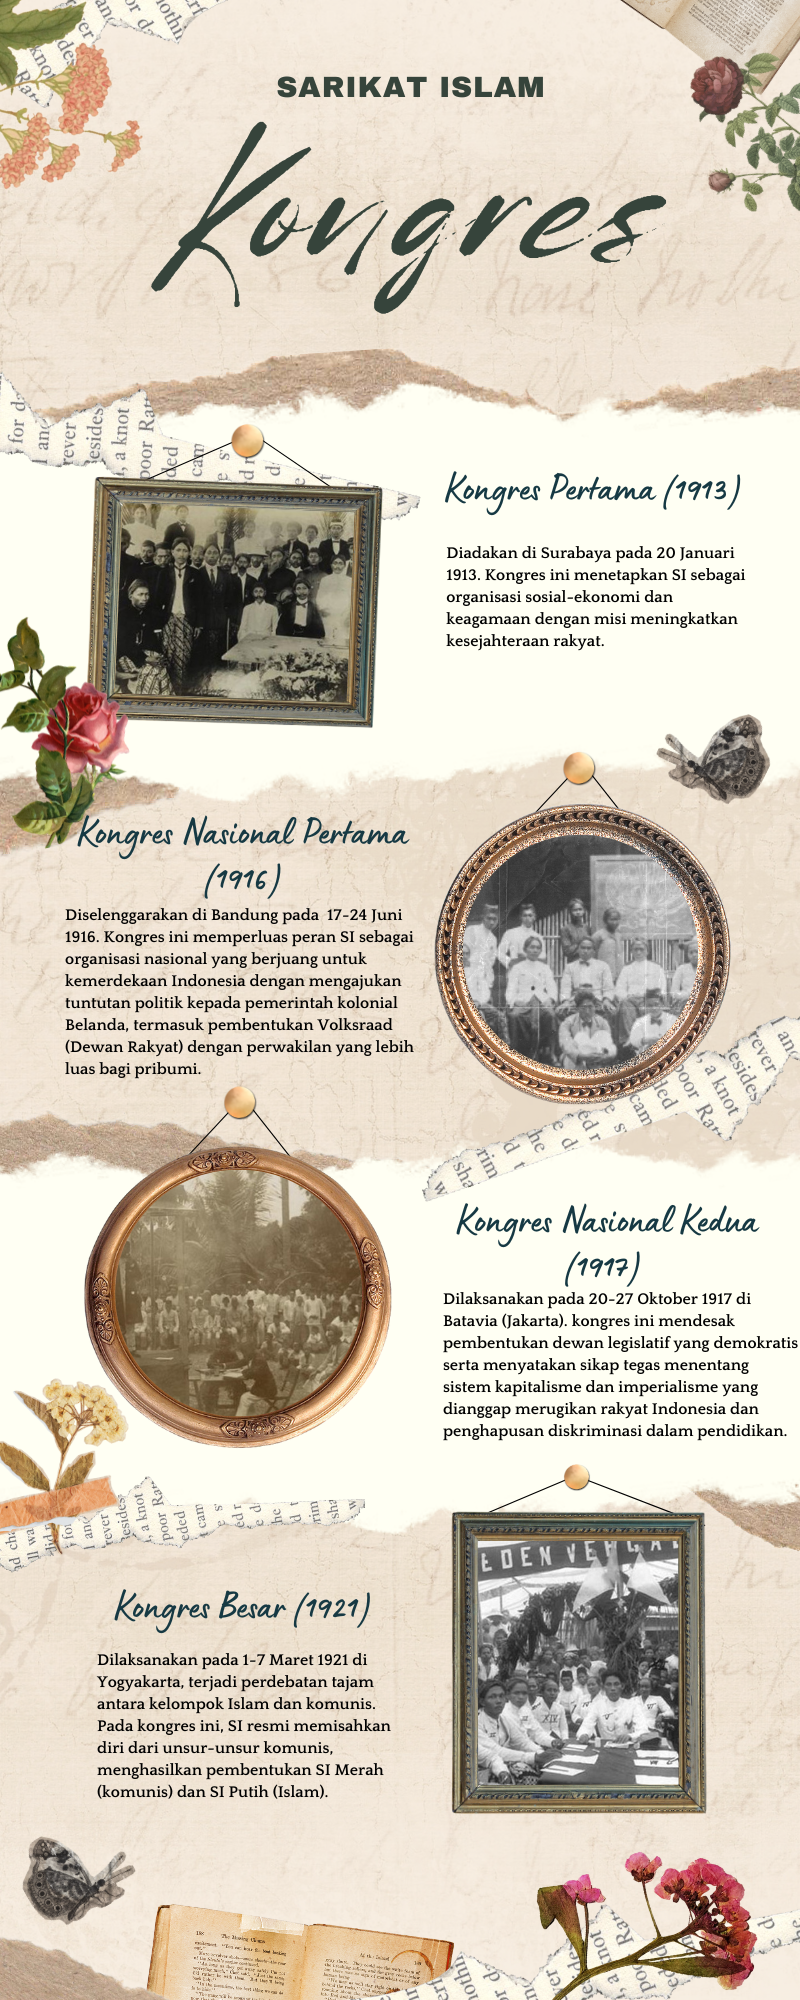 SARIKAT ISLAM
Kongres
Kongres Pertama (1913)
Diadakan di Surabaya pada 20 Januari
1913. Kongres ini menetapkan SI sebagai
organisasi sosial-ekonomi dan
keagamaan dengan misi meningkatkan
kesejahteraan rakyat.
Kongres Nasional Pertama
(1916)
Diselenggarakan di Bandung pada 17-24 Juni
1916. Kongres ini memperluas peran SI sebagai
organisasi nasional yang berjuang untuk
kemerdekaan Indonesia dengan mengajukan
tuntutan politik kepada pemerintah kolonial
Belanda, termasuk pembentukan Volksraad
(Dewan Rakyat) dengan perwakilan yang lebih
luas bagi pribumi.
Kongres Nasional Kedua
(1917)
Dilaksanakan pada 20-27 Oktober 1917 di
Batavia (Jakarta). kongres ini mendesak
pembentukan dewan legislatif yang demokratis
serta menyatakan sikap tegas menentang
sistem kapitalisme dan imperialisme yang
dianggap merugikan rakyat Indonesia dan
penghapusan diskriminasi dalam pendidikan.
Kongres Besar (1921)
Dilaksanakan pada 1-7 Maret 1921 di
Yogyakarta, terjadi perdebatan tajam
antara kelompok Islam dan komunis.
Pada kongres ini, SI resmi memisahkan
diri dari unsur-unsur komunis,
menghasilkan pembentukan SI Merah
(komunis) dan SI Putih (Islam).